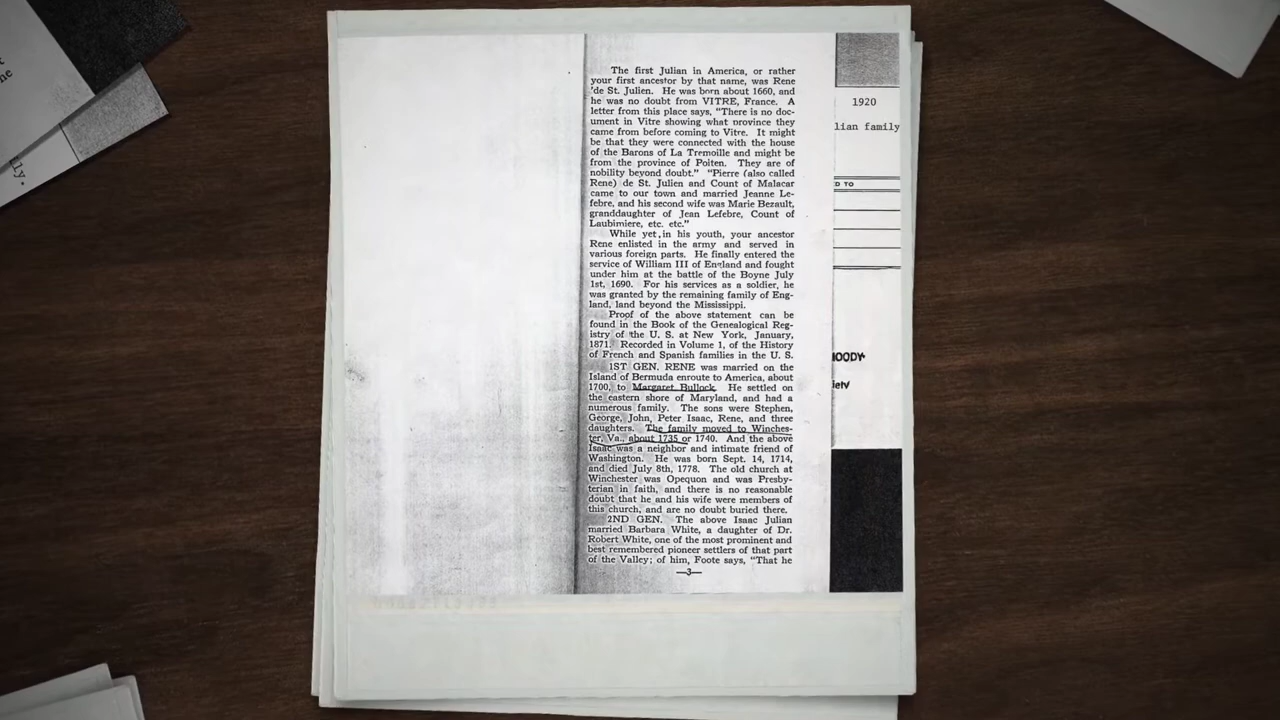 The first Julian in America, or rather
your first ancestor by that name, was Rene
'de St. Julien. He was born about 1660, and
he was no doubt from VITRE, France. A
letter from this place says, "There is no doc-
ument in Vitre showing what province they
came from before coming to Vitre. It might
be that they were connected with the house
of the Barons of La Tremoille and might be
from the province of Poiten. They are of
nobility beyond doubt." "Pierre (also called
Rene) de St. Julien and Count of Malacar
came to our town and married Jeanne Le-
febre, and his second wife was Marie Bezault,
granddaughter of Jean Lefebre, Count of
Laubimiere, etc. etc."
While yet in his youth, your ancestor
Rene enlisted in the army and served in
various foreign parts. He finally entered the
service of William III of England and fought
under him at the battle of the Boyne July
1st, 1690. For his services as a soldier, he
was granted by the remaining family of Eng-
land, land beyond the Mississippi.
Proof of the above statement can be
found in the Book of the Genealogical Reg-
istry of the U. S. at New York, January,
1871. Recorded in Volume 1, of the History
of French and Spanish families in the U. S.
1ST GEN. RENE was married on the
Island of Bermuda enroute to America, about
1700, to Margaret Bullock. He settled on
the eastern shore of Maryland, and had a
numerous family. The sons were Stephen,
George, John, Peter Isaac, Rene, and three
daughters. The family moved to Winches-
ter, Va., about 1735 or 1740. And the above
Isaac was a neighbor and intimate friend of
Washington. He was born Sept. 14, 1714,
and died July 8th, 1778. The old church at
Winchester was Opequon and was Presby-
terian in faith, and there is no reasonable
doubt that he and his wife were members of
this church, and are no doubt buried there.
2ND GEN. The above Isaac Julian
married Barbara White, a daughter of Dr.
Robert White, one of the most prominent and
best remembered pioneer settlers of that part
of the Valley; of him, Foote says, "That he
—3—
1920
lian family
D TO
OODY
iety
ly.